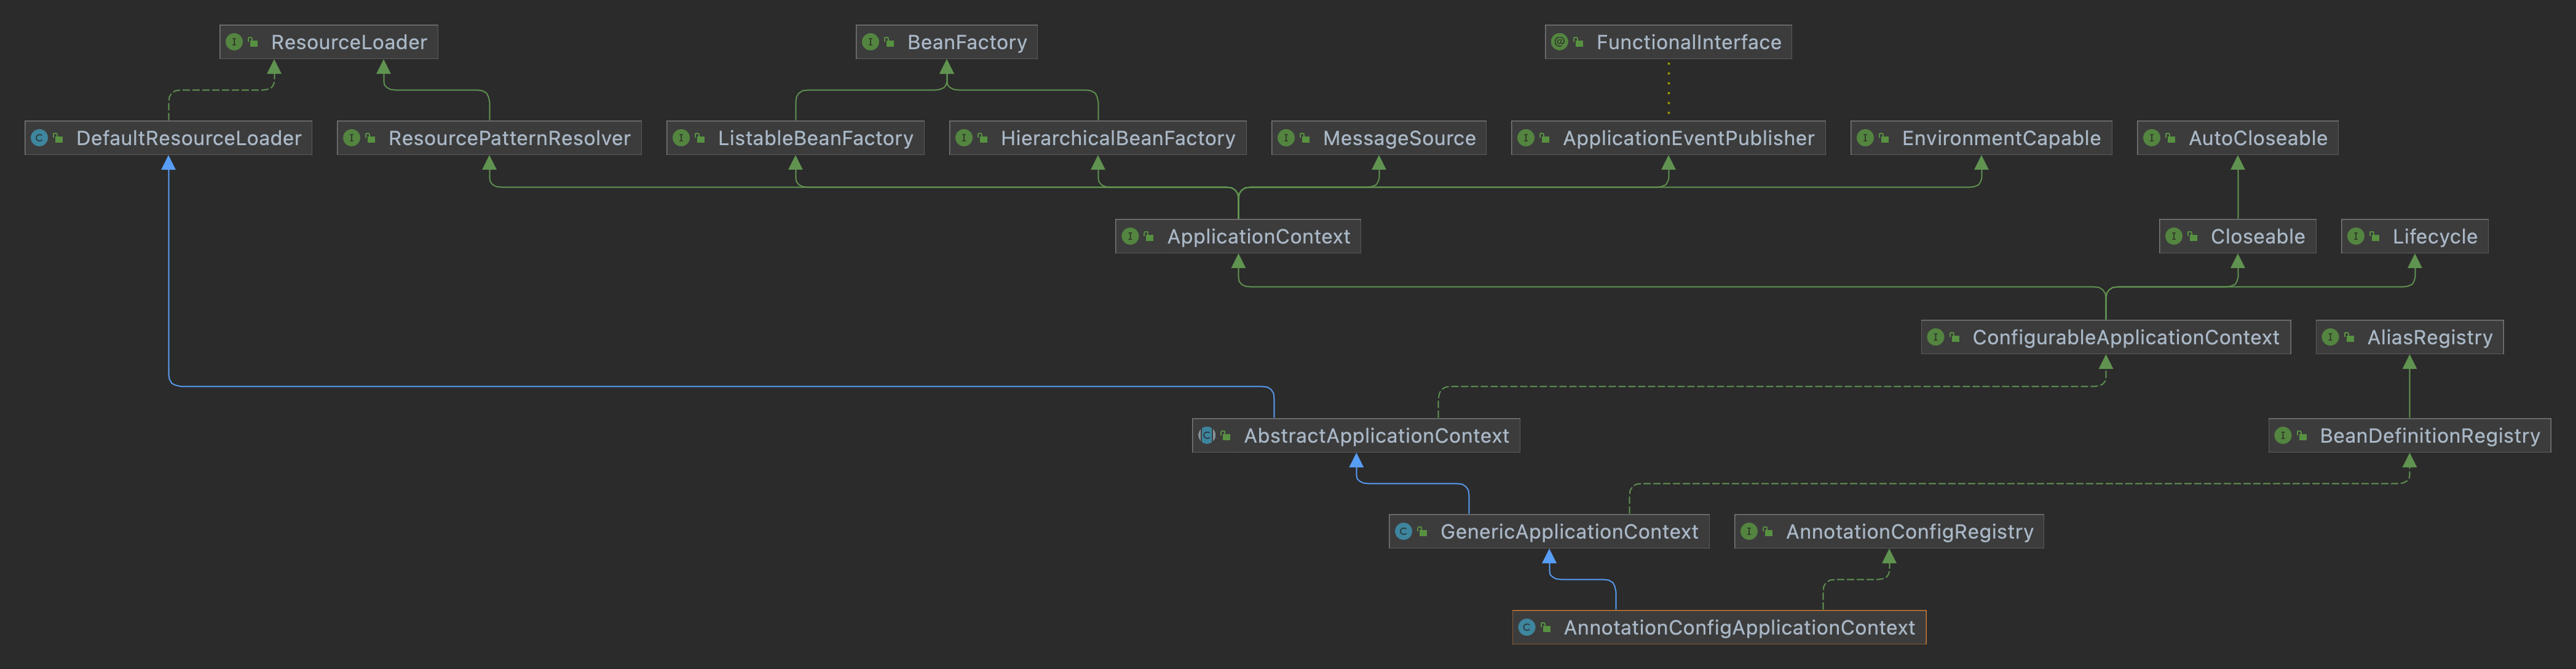 ResourceLoader
BeanFactory
FunctionalInterface
DefaultResourceLoader
ResourcePatternResolver
ListableBeanFactory
HierarchicalBeanFactory
MessageSource
ApplicationEventPublisher
EnvironmentCapable
AutoCloseable
ApplicationContext
Closeable
Lifecycle
ConfigurableApplicationContext
AliasRegistry
AbstractApplicationContext
BeanDefinitionRegistry
GenericApplicationContext
AnnotationConfigRegistry
AnnotationConfigApplicationContext